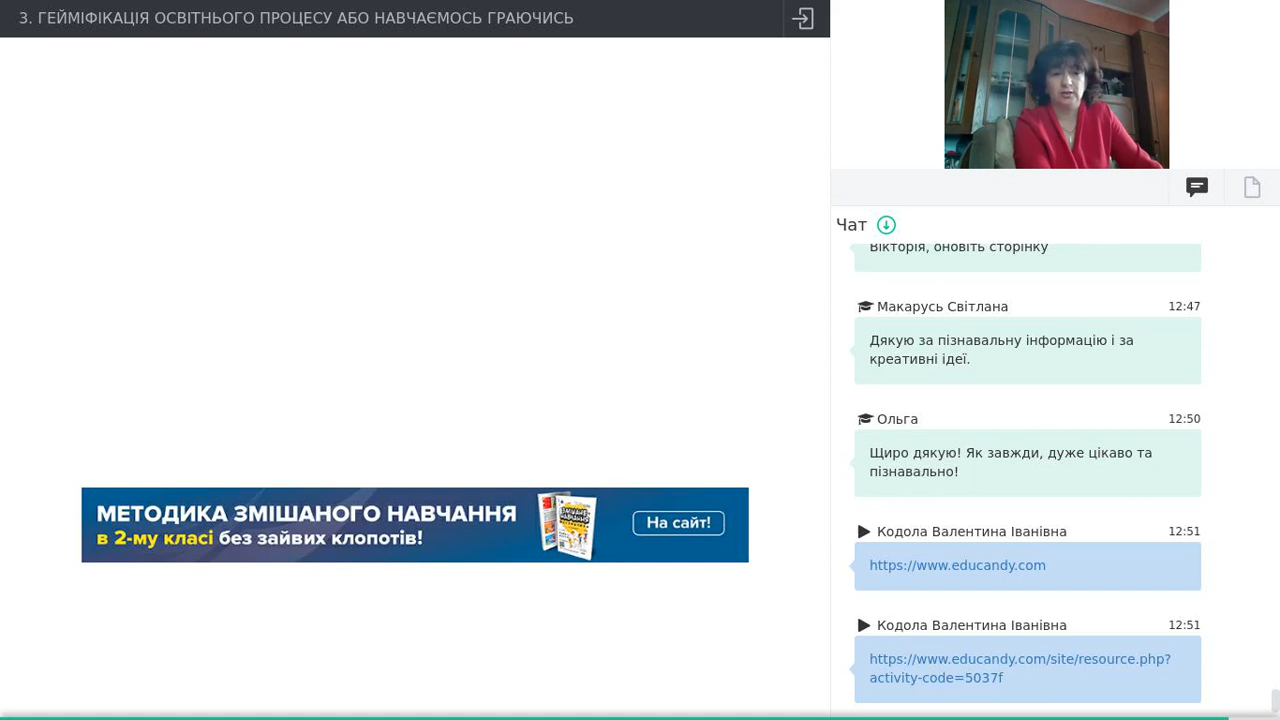 3. ГЕЙМІФІКАЦІЯ ОСВІТНЬОГО ПРОЦЕСУ АБО НАВЧАЄМОСЬ ГРАЮЧИСЬ
МЕТОДИКА ЗМІШАНОГО НАВЧАННЯ
в 2-му класі без зайвих клопотів!
На сайт!
Чат
Вікторія, оновіть сторінку
Макарусь Світлана 12:47
Дякую за пізнавальну інформацію і за
креативні ідеї.
Ольга 12:50
Щиро дякую! Як завжди, дуже цікаво та
пізнавально!
Кодола Валентина Іванівна 12:51
https://www.educandy.com
Кодола Валентина Іванівна 12:51
https://www.educandy.com/site/resource.php?
activity-code=5037f